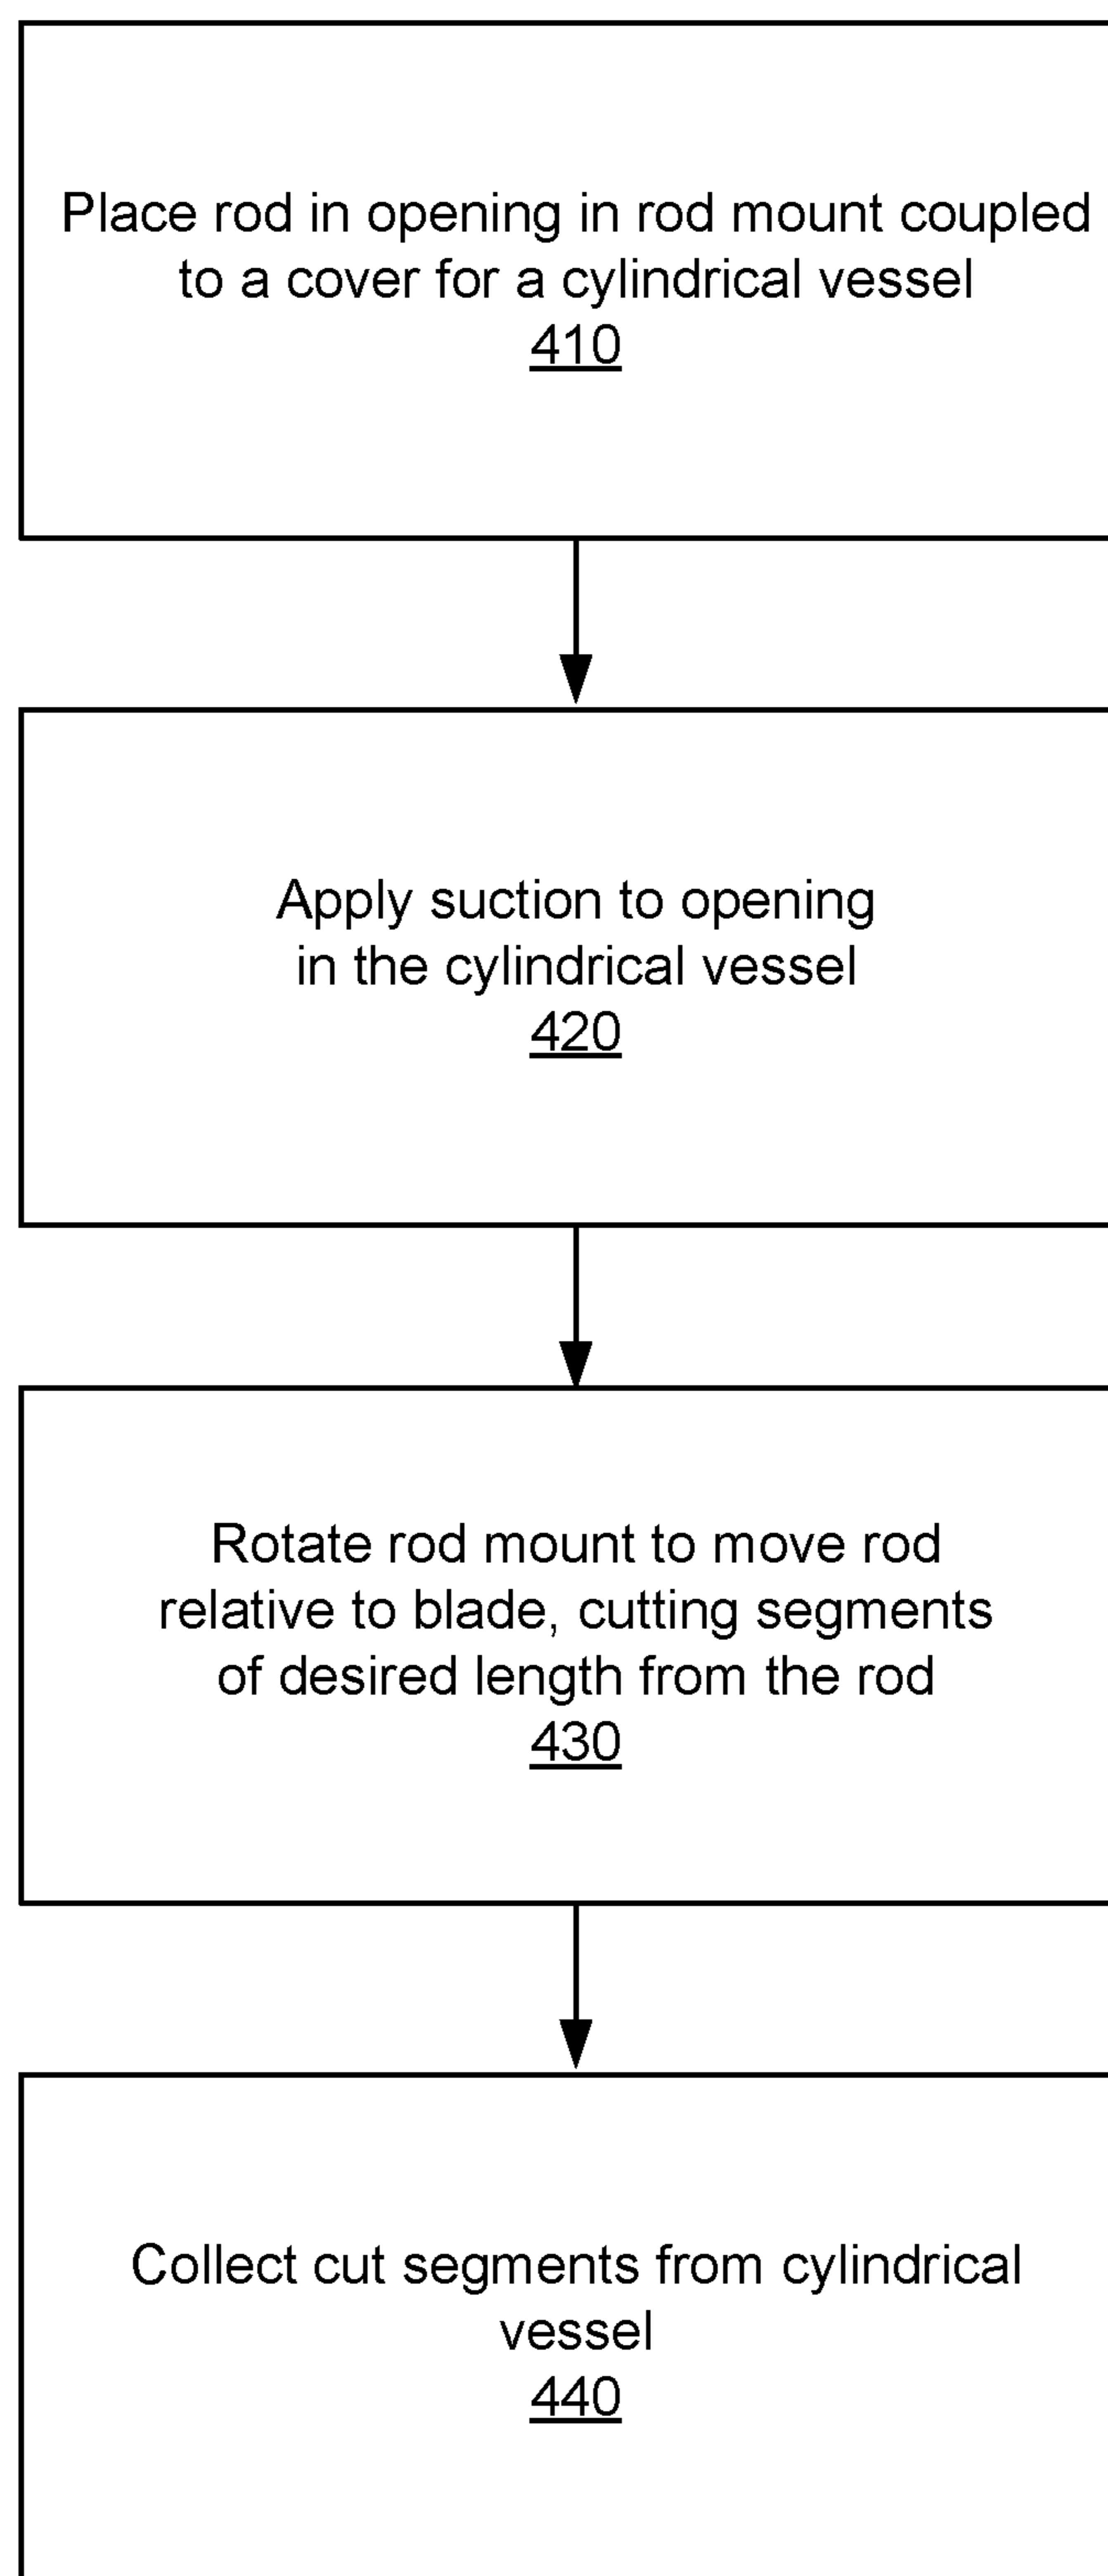 Place rod in opening in rod mount coupled
to a cover for a cylindrical vessel
410
Apply suction to opening
in the cylindrical vessel
420
Rotate rod mount to move rod
relative to blade, cutting segments
of desired length from the rod
430
Collect cut segments from cylindrical
vessel
440